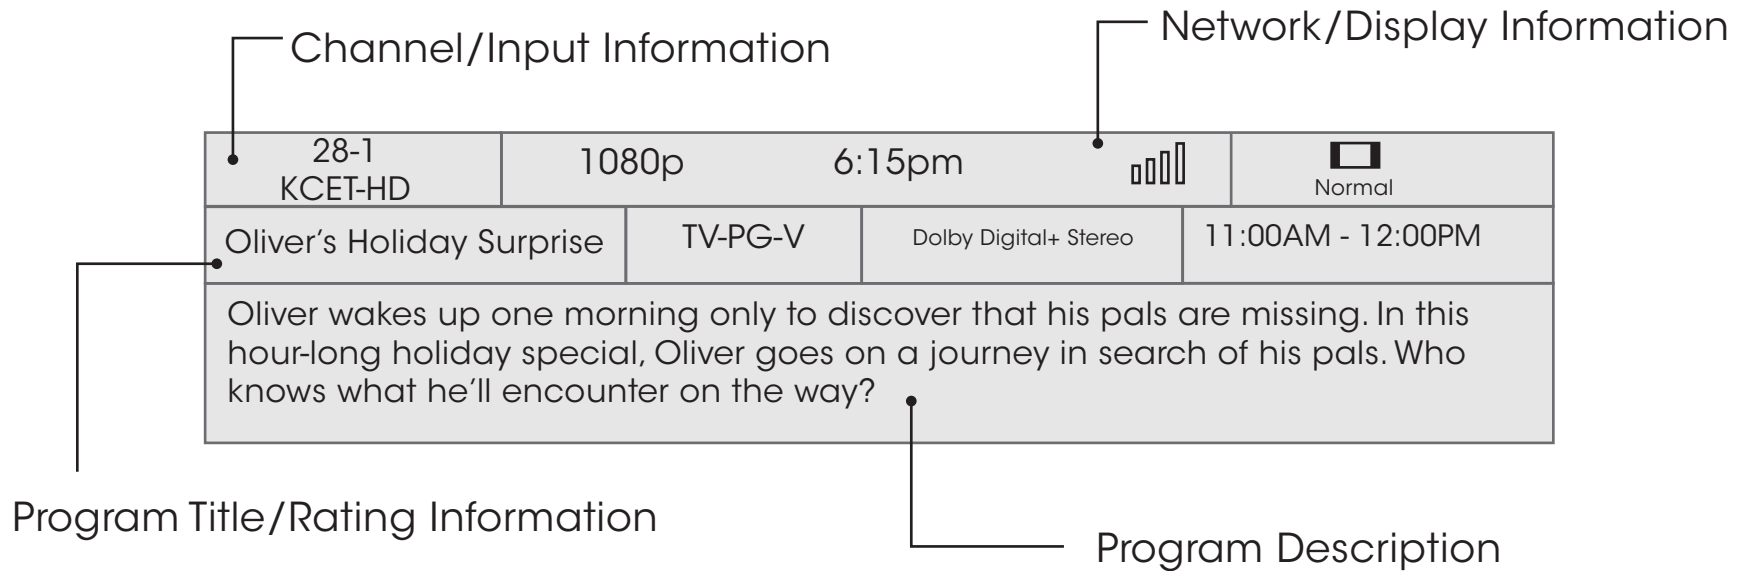 Network/Display Information
Channel/Input Information
28-1
KCET-HD
1080p
6:15pm
Normal
Oliver’s Holiday Surprise
TV-PG-V
Dolby Digital+ Stereo
11:00AM - 12:00PM
Oliver wakes up one morning only to discover that his pals are missing. In this
hour-long holiday special, Oliver goes on a journey in search of his pals. Who
knows what he’ll encounter on the way?
Program Title/Rating Information
Program Description